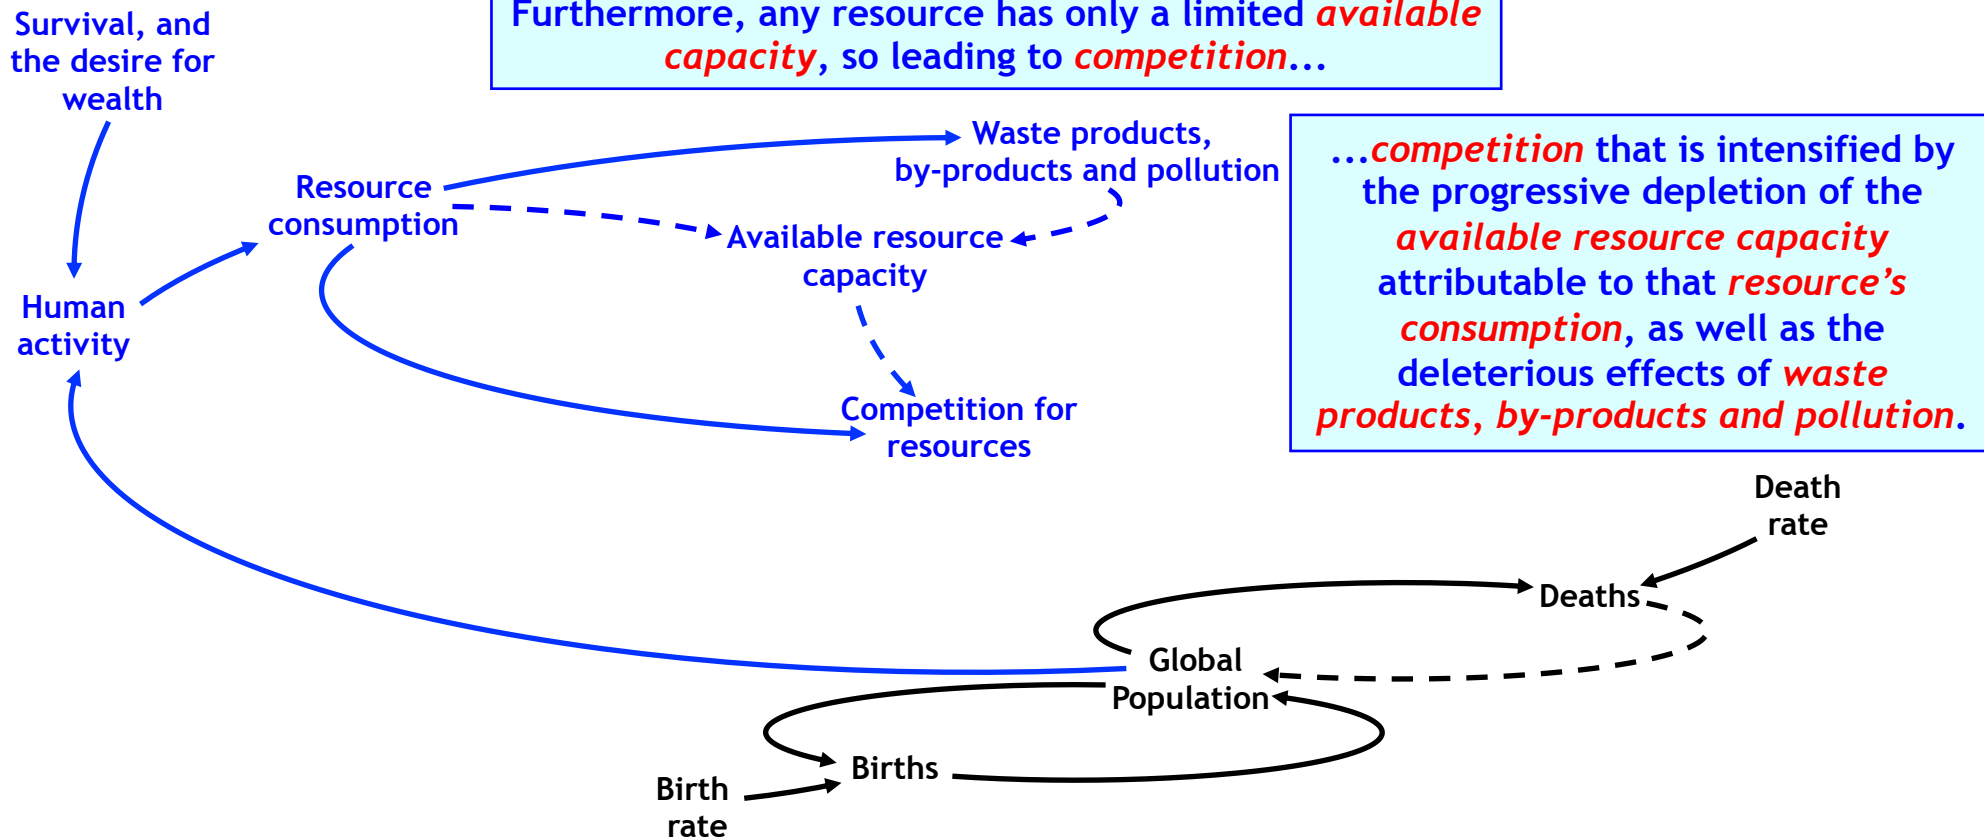 Survival, and
the desire for
wealth
Furthermore, any resource has only a limited available
capacity, so leading to competition...
Waste products,
by-products and pollution
...competition that is intensified by
the progressive depletion of the
available resource capacity
attributable to that resource’s
consumption, as well as the
deleterious effects of waste
products, by-products and pollution.
Resource
consumption
Available resource
capacity
Human
activity
Competition for
resources
Death
rate
Deaths
Global
Population
Births
Birth
rate